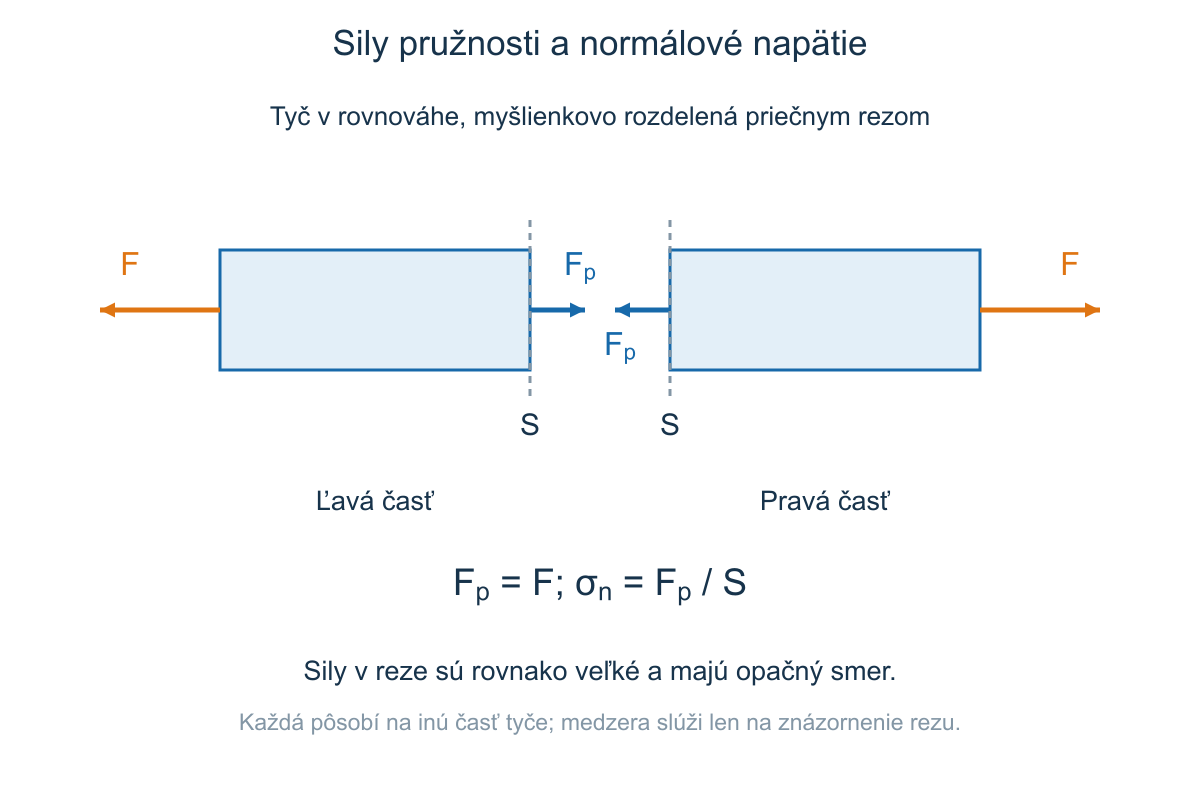 Sily pružnosti a normálové napätie
Tyč v rovnováhe, myšlienkovo rozdelená priečnym rezom
F
Fₚ
F
Fₚ
S
S
Ľavá časť
Pravá časť
Fₚ = F; σₙ = Fₚ / S
Sily v reze sú rovnako veľké a majú opačný smer.
Každá pôsobí na inú časť tyče; medzera slúži len na znázornenie rezu.